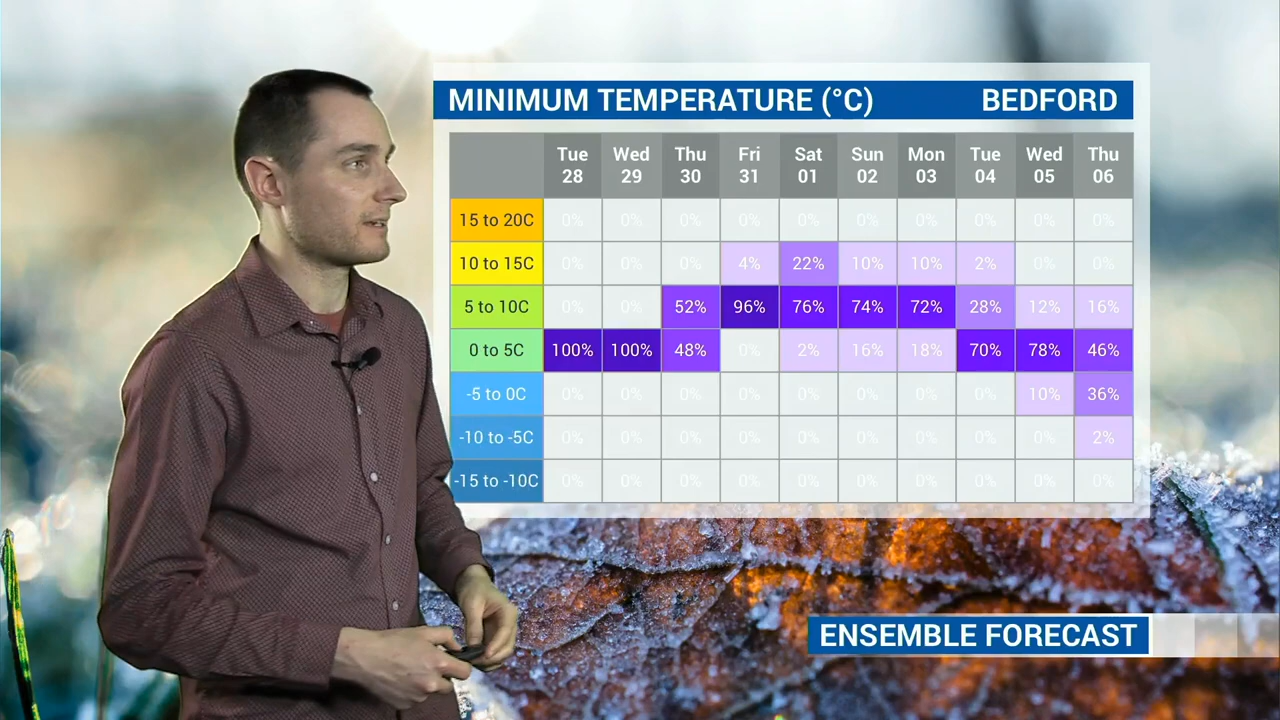 MINIMUM TEMPERATURE (°C) BEDFORD
Tue Wed Thu Fri Sat Sun Mon Tue Wed Thu
28 29 30 31 01 02 03 04 05 06
15 to 20C 0% 0% 0% 0% 0% 0% 0% 0% 0% 0%
10 to 15C 0% 0% 0% 4% 22% 10% 10% 2% 0% 0%
5 to 10C 0% 0% 52% 96% 76% 74% 72% 28% 12% 16%
0 to 5C 100% 100% 48% 0% 2% 16% 18% 70% 78% 46%
-5 to 0C 0% 0% 0% 0% 0% 0% 0% 0% 10% 36%
-10 to -5C 0% 0% 0% 0% 0% 0% 0% 0% 0% 2%
-15 to -10C 0% 0% 0% 0% 0% 0% 0% 0% 0% 0%
ENSEMBLE FORECAST